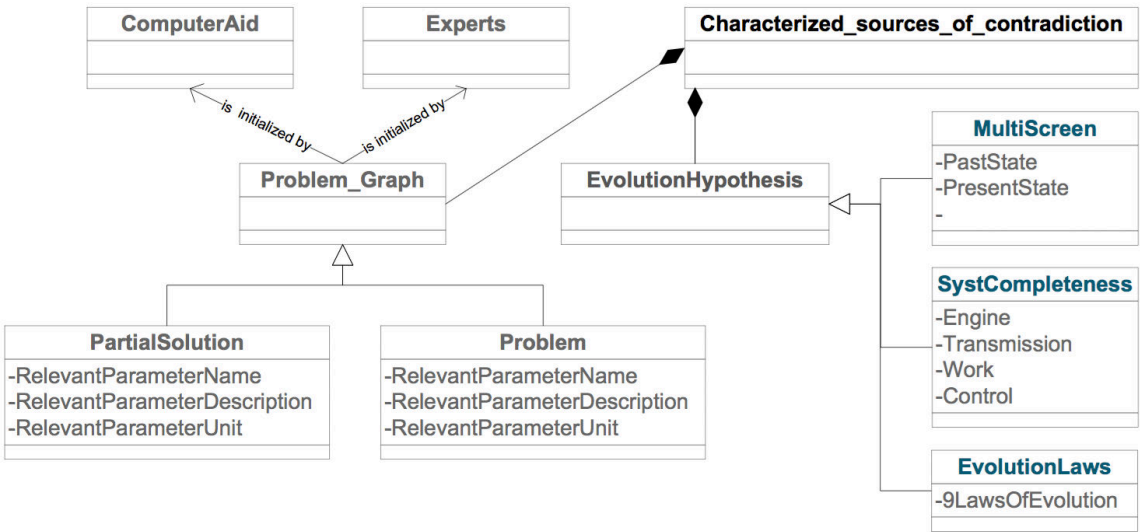 ComputerAid
Experts
Characterized_sources_of_contradiction
is initialized by
is initialized by
Problem_Graph
EvolutionHypothesis
MultiScreen
-PastState
-PresentState
-
SystCompleteness
-Engine
-Transmission
-Work
-Control
PartialSolution
-RelevantParameterName
-RelevantParameterDescription
-RelevantParameterUnit
Problem
-RelevantParameterName
-RelevantParameterDescription
-RelevantParameterUnit
EvolutionLaws
-9LawsOfEvolution